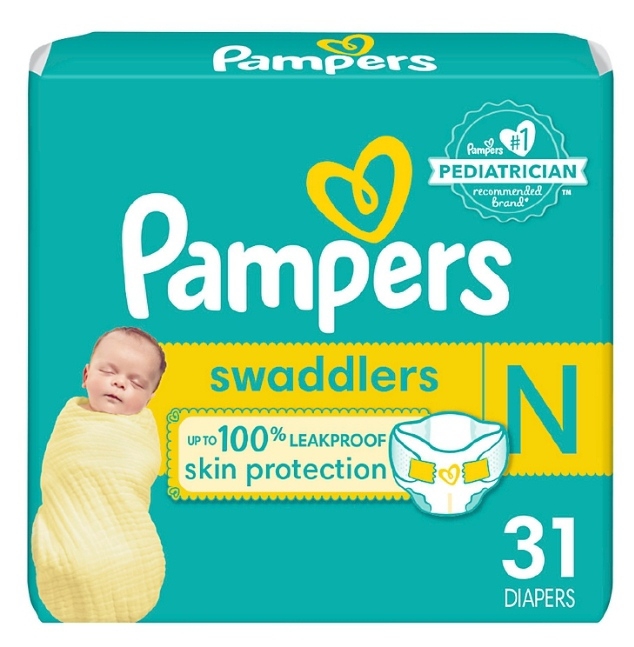 Pampers
Pampers #1
PEDIATRICIAN
recommended
brand*
™
Pampers
swaddlers
N
UP TO 100% LEAKPROOF
skin protection
31
DIAPERS